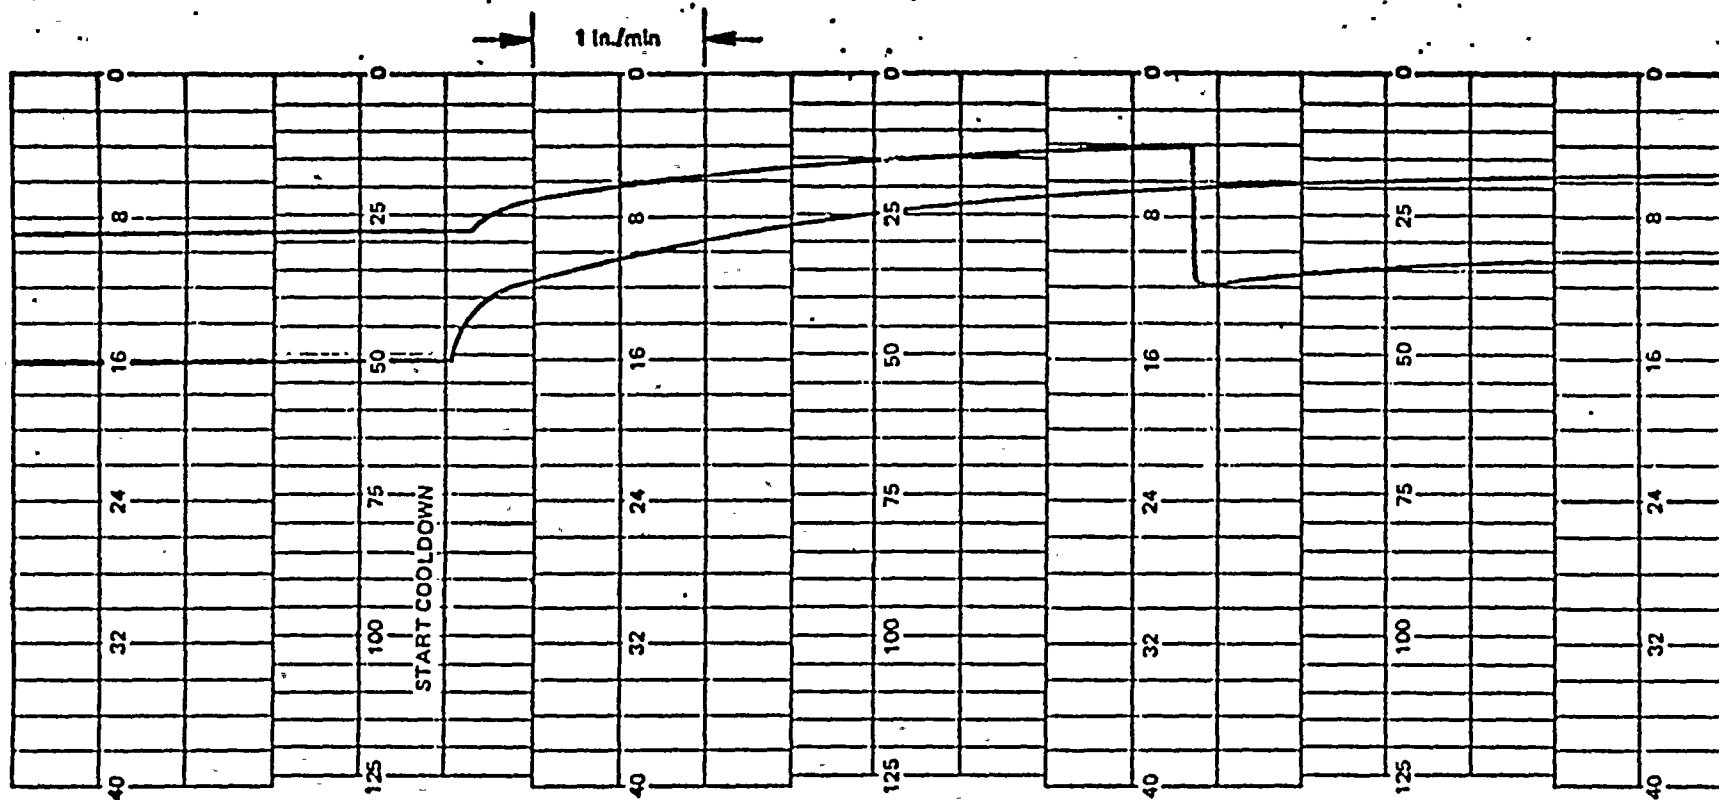 1 in./min
0 0 0 0 0 0 0
8 25 8 25 8 25 8
16 50 16 50 16 50 16
24 75 24 75 24 75 24
START COOLDOWN
32 100 32 100 32 100 32
40 125 40 125 40 125 40